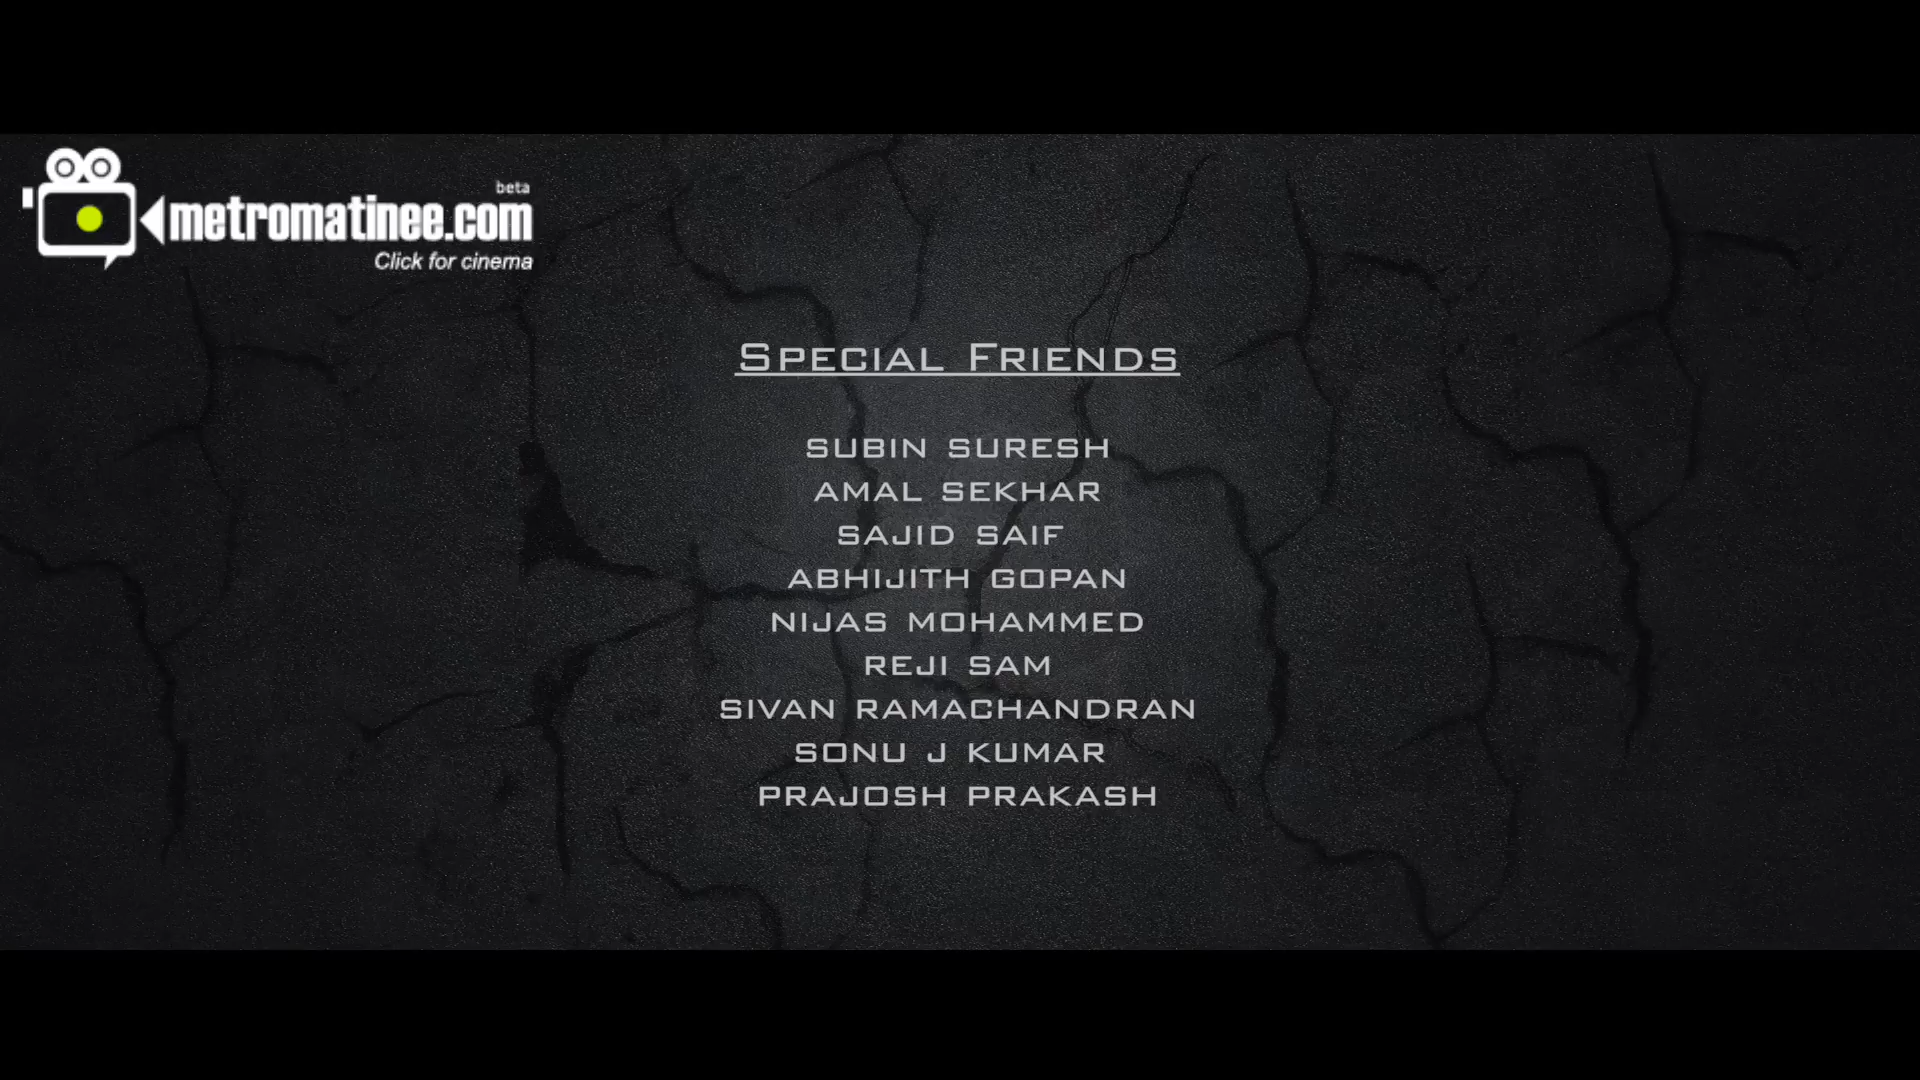 beta
metromatinee.com
Click for cinema
SPECIAL FRIENDS
SUBIN SURESH
AMAL SEKHAR
SAJID SAIF
ABHIJITH GOPAN
NIJAS MOHAMMED
REJI SAM
SIVAN RAMACHANDRAN
SONU J KUMAR
PRAJOSH PRAKASH